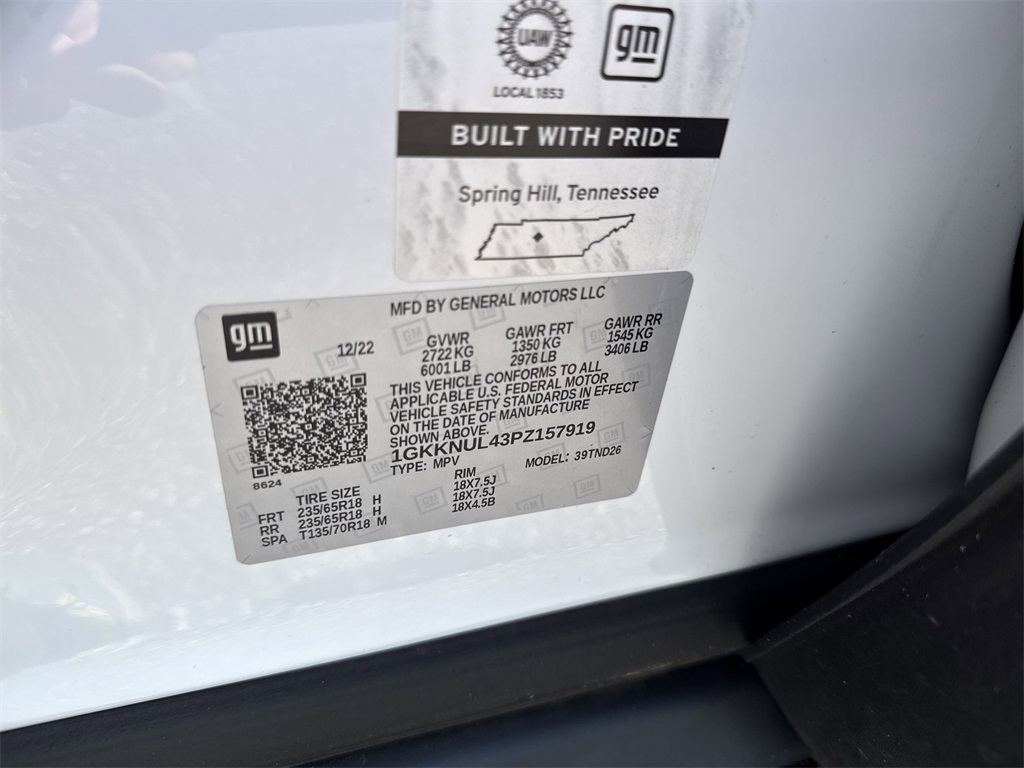 UAW
gm
LOCAL 1853
BUILT WITH PRIDE
Spring Hill, Tennessee
MFD BY GENERAL MOTORS LLC
gm
12/22
GVWR
2722 KG
6001 LB
GAWR FRT
1350 KG
2976 LB
GAWR RR
1545 KG
3406 LB
THIS VEHICLE CONFORMS TO ALL
APPLICABLE U.S. FEDERAL MOTOR
VEHICLE SAFETY STANDARDS IN EFFECT
ON THE DATE OF MANUFACTURE
SHOWN ABOVE.
1GKKNUL43PZ157919
TYPE: MPV
MODEL: 39TND26
8624
TIRE SIZE
RIM
FRT 235/65R18 H 18X7.5J
RR 235/65R18 H 18X7.5J
SPA T135/70R18 M 18X4.5B